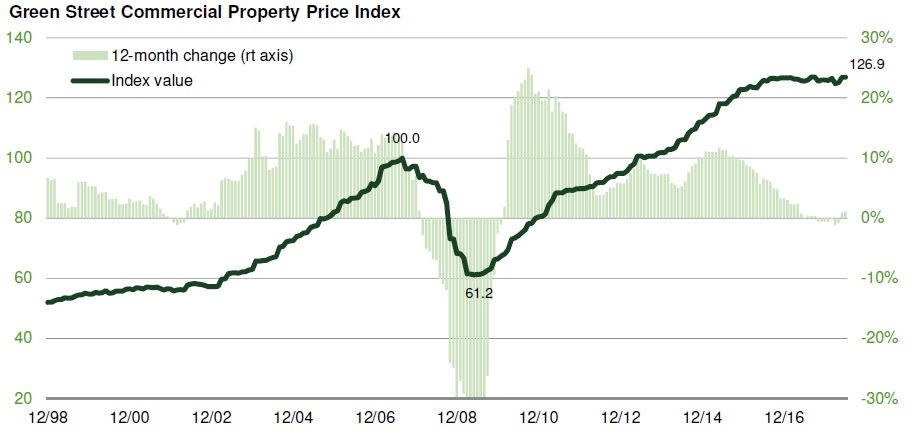 Green Street Commercial Property Price Index
140 30%
12-month change (rt axis)
Index value
126.9
120 20%
100.0
100 10%
80 0%
60 -10%
61.2
40 -20%
20 -30%
12/98 12/00 12/02 12/04 12/06 12/08 12/10 12/12 12/14 12/16